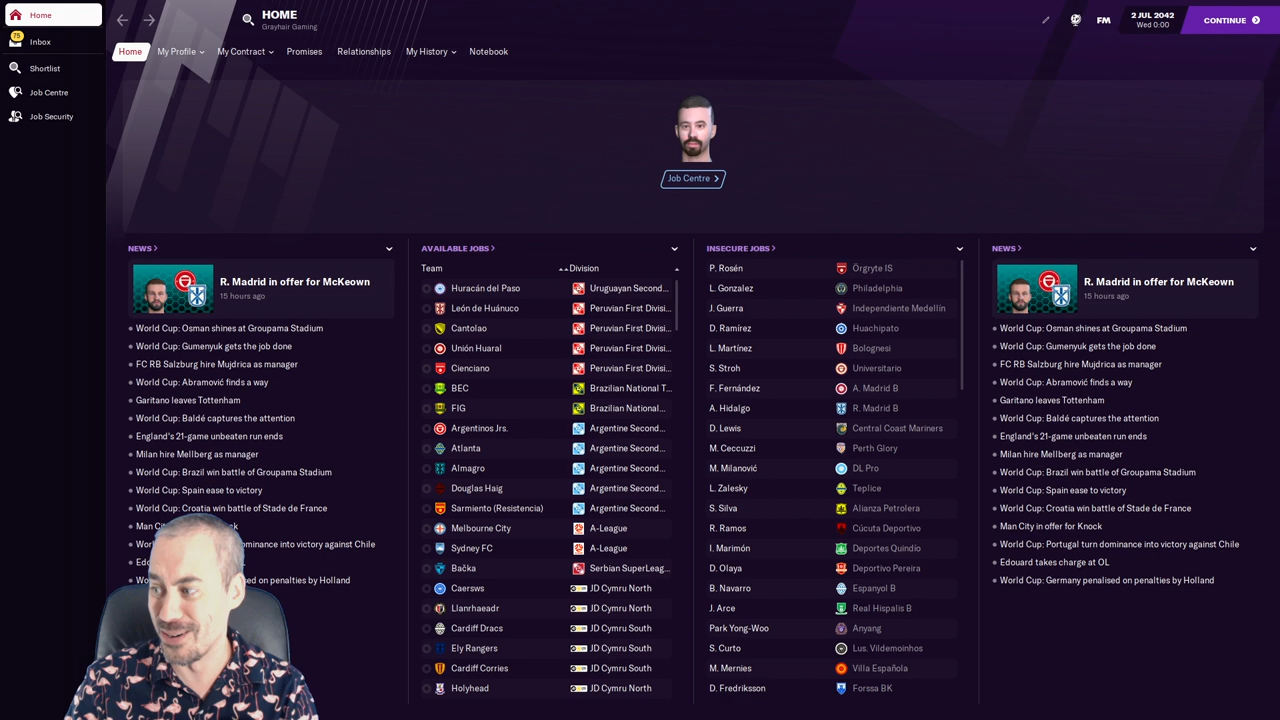 Home
75
Inbox
Shortlist
Job Centre
Job Security
HOME
Grayhair Gaming
FM
2 JUL 2042
Wed 0:00
CONTINUE
Home
My Profile
My Contract
Promises
Relationships
My History
Notebook
Job Centre
NEWS
R. Madrid in offer for McKeown
15 hours ago
World Cup: Osman shines at Groupama Stadium
World Cup: Gumenyuk gets the job done
FC RB Salzburg hire Mujdrica as manager
World Cup: Abramović finds a way
Garitano leaves Tottenham
World Cup: Baldé captures the attention
England's 21-game unbeaten run ends
Milan hire Mellberg as manager
World Cup: Brazil win battle of Groupama Stadium
World Cup: Spain ease to victory
World Cup: Croatia win battle of Stade de France
Man
World ominance into victory against Chile
Edo
World ised on penalties by Holland
AVAILABLE JOBS
Team Division
Huracán del Paso Uruguayan Second...
León de Huánuco Peruvian First Divisi...
Cantolao Peruvian First Divisi...
Unión Huaral Peruvian First Divisi...
Cienciano Peruvian First Divisi...
BEC Brazilian National T...
FIG Brazilian National...
Argentinos Jrs. Argentine Second...
Atlanta Argentine Second...
Almagro Argentine Second...
Douglas Haig Argentine Second...
Sarmiento (Resistencia) Argentine Second...
Melbourne City A-League
Sydney FC A-League
Bačka Serbian SuperLeag...
Caersws JD Cymru North
Llanrhaeadr JD Cymru North
Cardiff Dracs JD Cymru South
Ely Rangers JD Cymru South
Cardiff Corries JD Cymru South
Holyhead JD Cymru North
INSECURE JOBS
P. Rosén Örgryte IS
L. Gonzalez Philadelphia
J. Guerra Independiente Medellín
D. Ramírez Huachipato
L. Martínez Bolognesi
S. Stroh Universitario
F. Fernández A. Madrid B
A. Hidalgo R. Madrid B
D. Lewis Central Coast Mariners
M. Ceccuzzi Perth Glory
M. Milanović DL Pro
L. Zalesky Teplice
S. Silva Alianza Petrolera
R. Ramos Cúcuta Deportivo
I. Marimón Deportes Quindío
D. Olaya Deportivo Pereira
B. Navarro Espanyol B
J. Arce Real Hispalis B
Park Yong-Woo Anyang
S. Curto Lus. Vildemoinhos
M. Mernies Villa Española
D. Fredriksson Forssa BK
NEWS
R. Madrid in offer for McKeown
15 hours ago
World Cup: Osman shines at Groupama Stadium
World Cup: Gumenyuk gets the job done
FC RB Salzburg hire Mujdrica as manager
World Cup: Abramović finds a way
Garitano leaves Tottenham
World Cup: Baldé captures the attention
England's 21-game unbeaten run ends
Milan hire Mellberg as manager
World Cup: Brazil win battle of Groupama Stadium
World Cup: Spain ease to victory
World Cup: Croatia win battle of Stade de France
Man City in offer for Knock
World Cup: Portugal turn dominance into victory against Chile
Edouard takes charge at OL
World Cup: Germany penalised on penalties by Holland